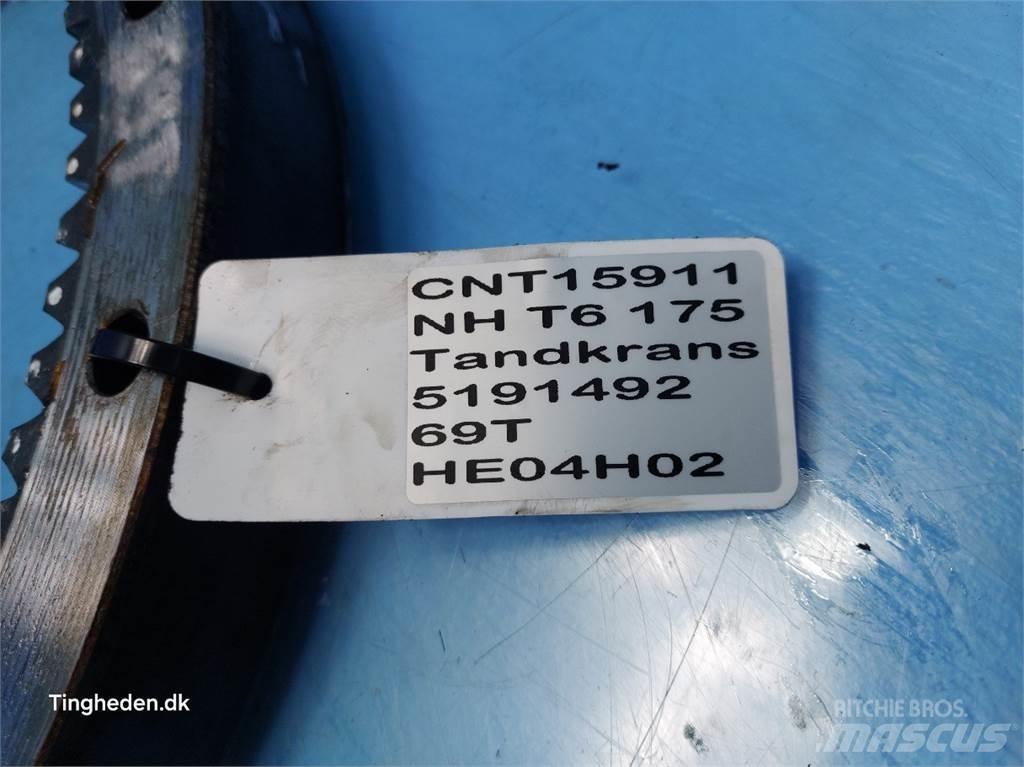 CNT15911
NH T6 175
Tandkrans
5191492
69T
HE04H02
Tingheden.dk
RITCHIE BROS.
MASCUS